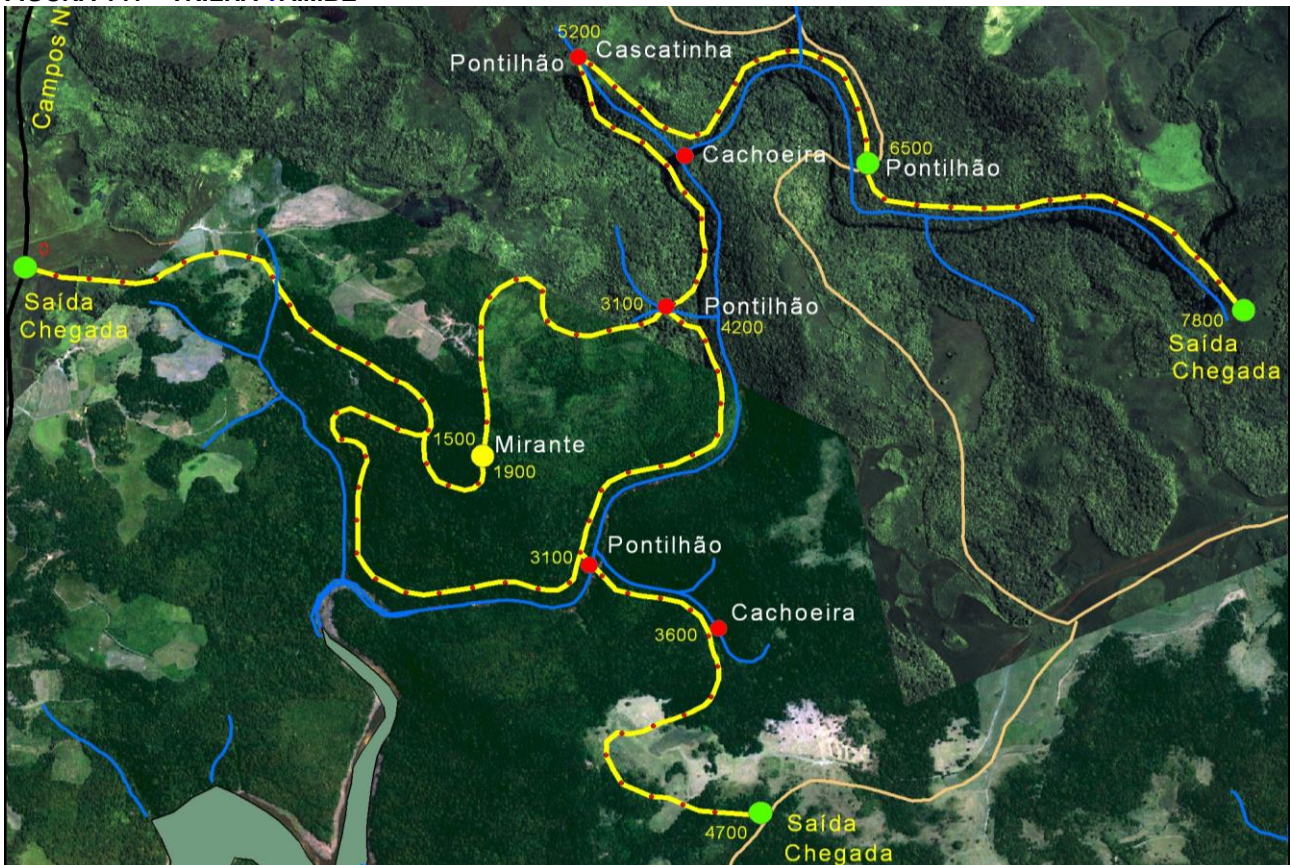 Campos N
5200
Cascatinha
Pontilhão
Cachoeira
6500
Pontilhão
0
Saída
Chegada
3100
Pontilhão
4200
7800
Saída
Chegada
1500
Mirante
1900
Pontilhão
3100
Cachoeira
3600
4700
Saída
Chegada